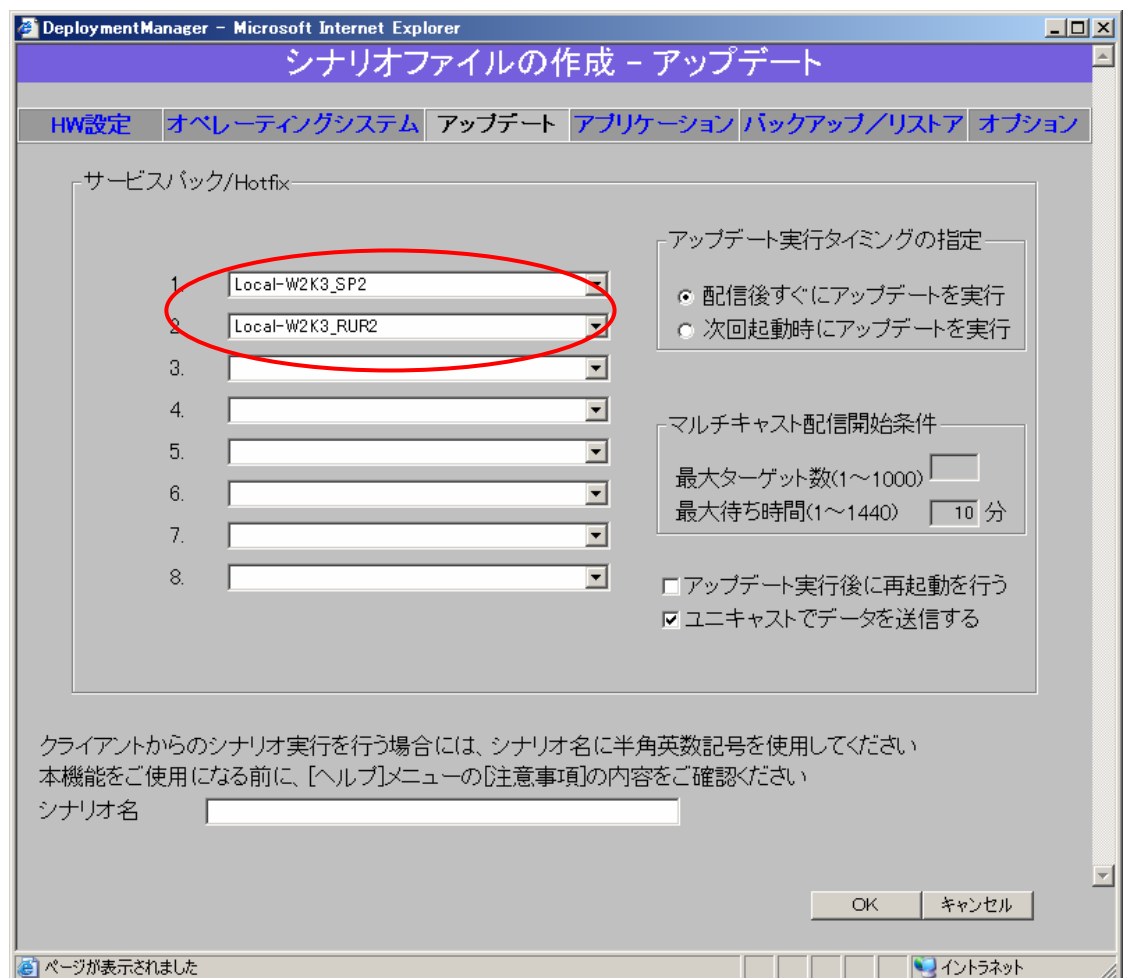 DeploymentManager - Microsoft Internet Explorer
シナリオファイルの作成 - アップデート
HW設定 オペレーティングシステム アップデート アプリケーション バックアップ／リストア オプション
サービスパック/Hotfix
1. Local-W2K3_SP2
2. Local-W2K3_RUR2
3.
4.
5.
6.
7.
8.
アップデート実行タイミングの指定
配信後すぐにアップデートを実行
次回起動時にアップデートを実行
マルチキャスト配信開始条件
最大ターゲット数(1～1000)
最大待ち時間(1～1440) 10 分
アップデート実行後に再起動を行う
ユニキャストでデータを送信する
クライアントからのシナリオ実行を行う場合には、シナリオ名に半角英数記号を使用してください
本機能をご使用になる前に、[ヘルプ]メニューの[注意事項]の内容をご確認ください
シナリオ名
OK キャンセル
ページが表示されました イントラネット